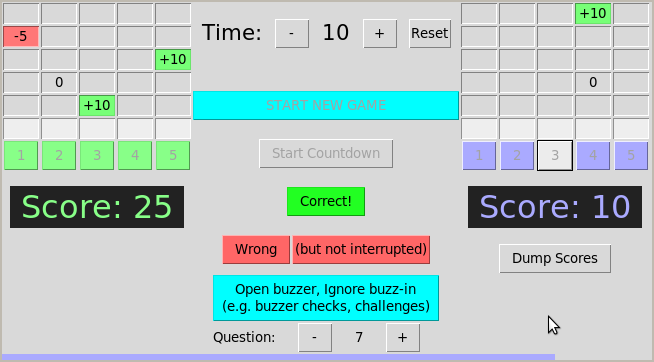 +10
-5
Time: - 10 + Reset
+10
0 0
+10
START NEW GAME
1 2 3 4 5
Start Countdown
1 2 3 4 5
Score: 25
Correct!
Score: 10
Wrong (but not interrupted)
Dump Scores
Open buzzer, Ignore buzz-in
(e.g. buzzer checks, challenges)
Question: - 7 +